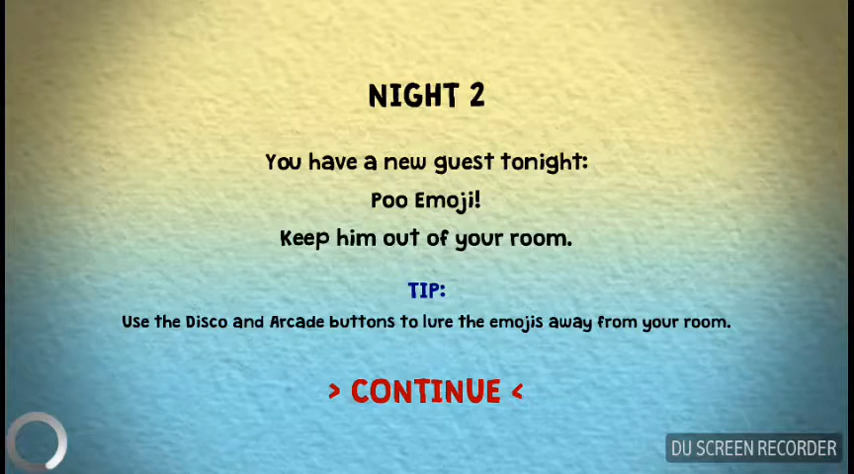 NIGHT 2
You have a new guest tonight:
Poo Emoji!
Keep him out of your room.
TIP:
Use the Disco and Arcade buttons to lure the emojis away from your room.
> CONTINUE <
DU SCREEN RECORDER